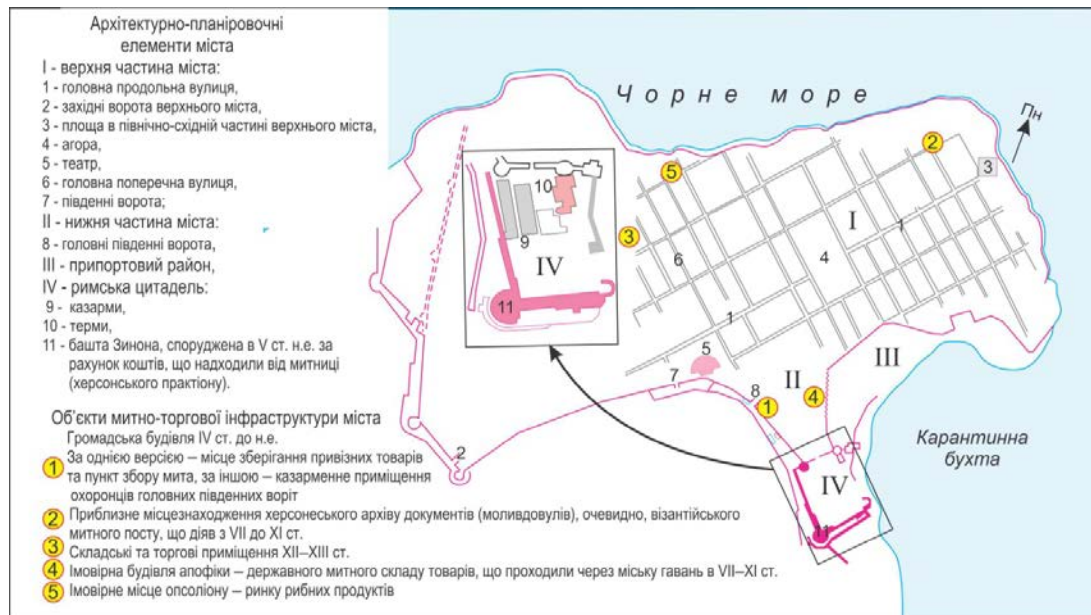 Архітектурно-планіровочні
елементи міста
I - верхня частина міста:
1 - головна продольна вулиця,
2 - західні ворота верхнього міста,
3 - площа в північно-східній частині верхнього міста,
4 - агора,
5 - театр,
6 - головна поперечна вулиця,
7 - південні ворота;
II - нижня частина міста:
8 - головні південні ворота,
III - припортовий район,
IV - римська цитадель:
9 - казарми,
10 - терми,
11 - башта Зинона, споруджена в V ст. н.е. за
рахунок коштів, що надходили від митниці
(херсонського практіону).
Об'єкти митно-торгової інфраструктури міста
Громадська будівля IV ст. до н.е.
1 За однією версією – місце зберігання привізних товарів
та пункт збору мита, за іншою – казарменне приміщення
охоронців головних південних воріт
2 Приблизне місцезнаходження херсонеського архіву документів (моливдовулів), очевидно, візантійського
митного посту, що діяв з VII до XI ст.
3 Складські та торгові приміщення XII–XIII ст.
4 Імовірна будівля апофіки – державного митного складу товарів, що проходили через міську гавань в VII–XI ст.
5 Імовірне місце опсоліону – ринку рибних продуктів
Чорне море
Пн
2
3
5
10
I
1
3
9
IV
6
4
11
1
5
III
7
II
8
1
4
2
Карантинна
бухта
IV
11